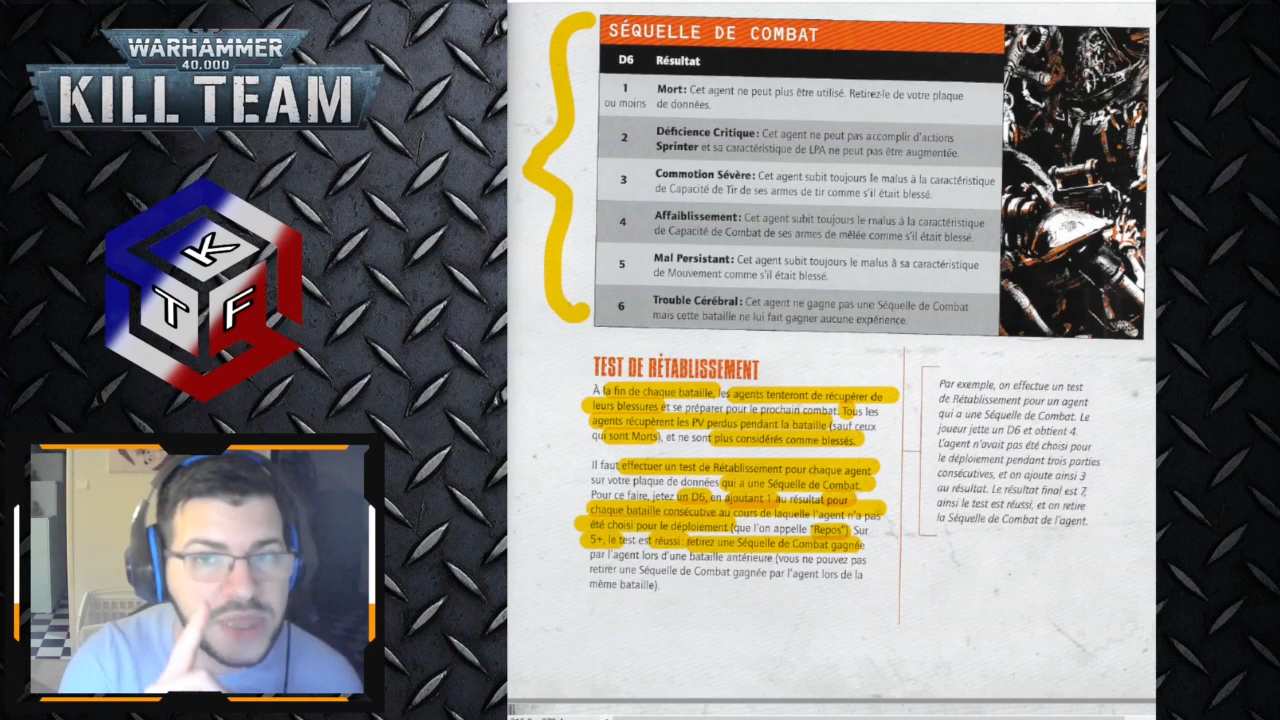 WARHAMMER
40,000
KILL TEAM
K
T F
SÉQUELLE DE COMBAT
D6 Résultat
1 ou moins Mort: Cet agent ne peut plus être utilisé. Retirez-le de votre plaque
de données.
2 Déficience Critique: Cet agent ne peut pas accomplir d'actions
Sprinter et sa caractéristique de LPA ne peut pas être augmentée.
3 Commotion Sévère: Cet agent subit toujours le malus à la caractéristique
de Capacité de Tir de ses armes de tir comme s'il était blessé.
4 Affaiblissement: Cet agent subit toujours le malus à la caractéristique
de Capacité de Combat de ses armes de mêlée comme s'il était blessé.
5 Mal Persistant: Cet agent subit toujours le malus à sa caractéristique
de Mouvement comme s'il était blessé.
6 Trouble Cérébral: Cet agent ne gagne pas une Séquelle de Combat
mais cette bataille ne lui fait gagner aucune expérience.
TEST DE RÉTABLISSEMENT
À la fin de chaque bataille, les agents tenteront de récupérer de
leurs blessures et se préparer pour le prochain combat. Tous les
agents récupèrent les PV perdus pendant la bataille (sauf ceux
qui sont Morts), et ne sont plus considérés comme blessés.
Il faut effectuer un test de Rétablissement pour chaque agent
sur votre plaque de données qui a une Séquelle de Combat.
Pour ce faire, jetez un D6, en ajoutant 1 au résultat pour
chaque bataille consécutive au cours de laquelle l'agent n'a pas
été choisi pour le déploiement (que l'on appelle "Repos"). Sur
5+, le test est réussi: retirez une Séquelle de Combat gagnée
par l'agent lors d'une bataille antérieure (vous ne pouvez pas
retirer une Séquelle de Combat gagnée par l'agent lors de la
même bataille).
Par exemple, on effectue un test
de Rétablissement pour un agent
qui a une Séquelle de Combat. Le
joueur jette un D6 et obtient 4.
L'agent n'avait pas été choisi pour
le déploiement pendant trois parties
consécutives, et on ajoute ainsi 3
au résultat. Le résultat final est 7,
ainsi le test est réussi, et on retire
la Séquelle de Combat de l'agent.